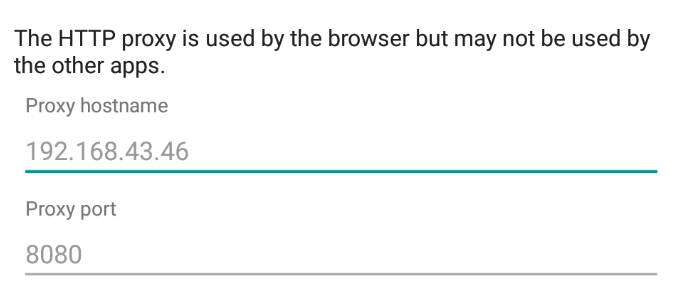 The HTTP proxy is used by the browser but may not be used by
the other apps.
Proxy hostname
192.168.43.46
Proxy port
8080